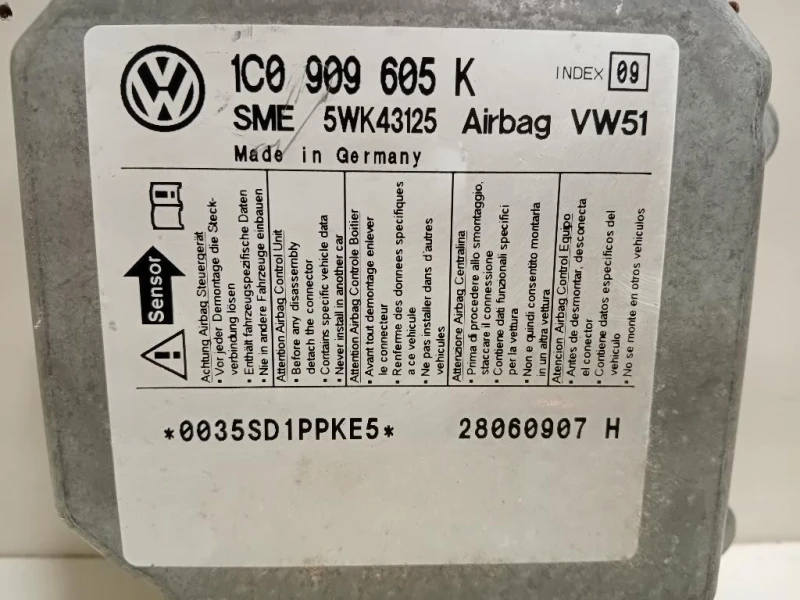 1C0 909 605 K INDEX 09
SME 5WK43125 Airbag VW51
Made in Germany
Sensor
Achtung Airbag Steuergerät
• Vor jeder Demontage die Steck-
verbindung lösen
• Enthält fahrzeugspezifische Daten
• Nie in andere Fahrzeuge einbauen
Attention Airbag Control Unit
• Before any disassembly
detach the connector
• Contains specific vehicle data
• Never install in another car
Attention Airbag Controle Boitier
• Avant tout demontage enlever
le connecteur
• Renferme des donnees specifiques
a ce vehicule
• Ne pas installer dans d'autres
vehicules
Attenzione Airbag Centralina
• Prima di procedere allo smontaggio,
staccare il connessione
• Contiene dati funzionali specifici
per la vettura
• Non e quindi consentito montarla
in un altra vettura
Atencion Airbag Control Equipo
• Antes de desmontar, desconecta
el conector
• Contiene datos especificos del
vehiculo
• No se monte en otros vehiculos
*0035SD1PPKE5* 28060907 H